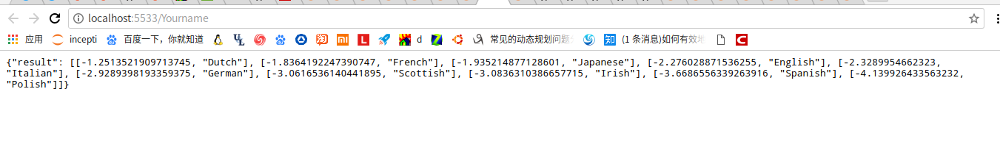 localhost:5533/Yourname
应用 incepti 百度一下，你就知道 d 常见的动态规划问题 知 (1 条消息)如何有效地
{"result": [[-1.2513521909713745, "Dutch"], [-1.8364192247390747, "French"], [-1.935214877128601, "Japanese"], [-2.276028871536255, "English"], [-2.3289954662323,
"Italian"], [-2.9289398193359375, "German"], [-3.0616536140441895, "Scottish"], [-3.0836310386657715, "Irish"], [-3.6686556339263916, "Spanish"], [-4.139926433563232,
"Polish"]]}